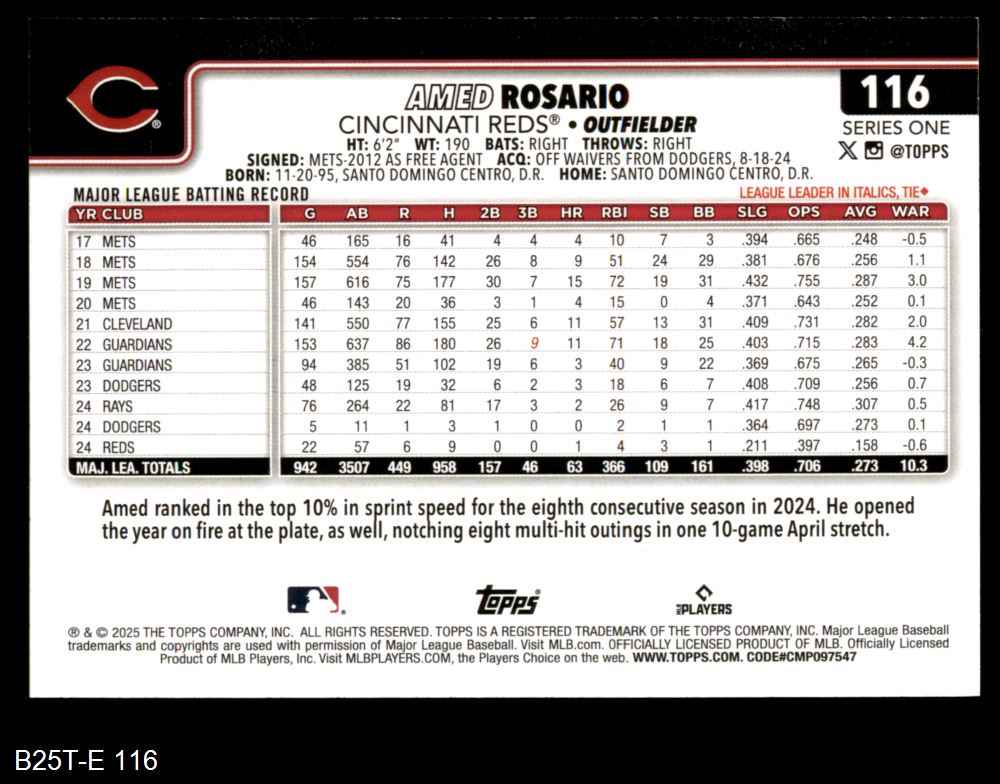 AMED ROSARIO
116
CINCINNATI REDS® • OUTFIELDER
SERIES ONE
HT: 6'2" WT: 190 BATS: RIGHT THROWS: RIGHT
@TOPPS
SIGNED: METS-2012 AS FREE AGENT ACQ: OFF WAIVERS FROM DODGERS, 8-18-24
BORN: 11-20-95, SANTO DOMINGO CENTRO, D.R. HOME: SANTO DOMINGO CENTRO, D.R.
MAJOR LEAGUE BATTING RECORD LEAGUE LEADER IN ITALICS, TIE◆
YR CLUB G AB R H 2B 3B HR RBI SB BB SLG OPS AVG WAR
17 METS 46 165 16 41 4 4 4 10 7 3 .394 .665 .248 -0.5
18 METS 154 554 76 142 26 8 9 51 24 29 .381 .676 .256 1.1
19 METS 157 616 75 177 30 7 15 72 19 31 .432 .755 .287 3.0
20 METS 46 143 20 36 3 1 4 15 0 4 .371 .643 .252 0.1
21 CLEVELAND 141 550 77 155 25 6 11 57 13 31 .409 .731 .282 2.0
22 GUARDIANS 153 637 86 180 26 9 11 71 18 25 .403 .715 .283 4.2
23 GUARDIANS 94 385 51 102 19 6 3 40 9 22 .369 .675 .265 -0.3
23 DODGERS 48 125 19 32 6 2 3 18 6 7 .408 .709 .256 0.7
24 RAYS 76 264 22 81 17 3 2 26 9 7 .417 .748 .307 0.5
24 DODGERS 5 11 1 3 1 0 0 2 1 1 .364 .697 .273 0.1
24 REDS 22 57 6 9 0 0 1 4 3 1 .211 .397 .158 -0.6
MAJ. LEA. TOTALS 942 3507 449 958 157 46 63 366 109 161 .398 .706 .273 10.3
Amed ranked in the top 10% in sprint speed for the eighth consecutive season in 2024. He opened
the year on fire at the plate, as well, notching eight multi-hit outings in one 10-game April stretch.
topps
MLB PLAYERS
® & © 2025 THE TOPPS COMPANY, INC. ALL RIGHTS RESERVED. TOPPS IS A REGISTERED TRADEMARK OF THE TOPPS COMPANY, INC. Major League Baseball
trademarks and copyrights are used with permission of Major League Baseball. Visit MLB.com. OFFICIALLY LICENSED PRODUCT OF MLB. Officially Licensed
Product of MLB Players, Inc. Visit MLBPLAYERS.COM, the Players Choice on the web. WWW.TOPPS.COM. CODE#CMP097547
B25T-E 116